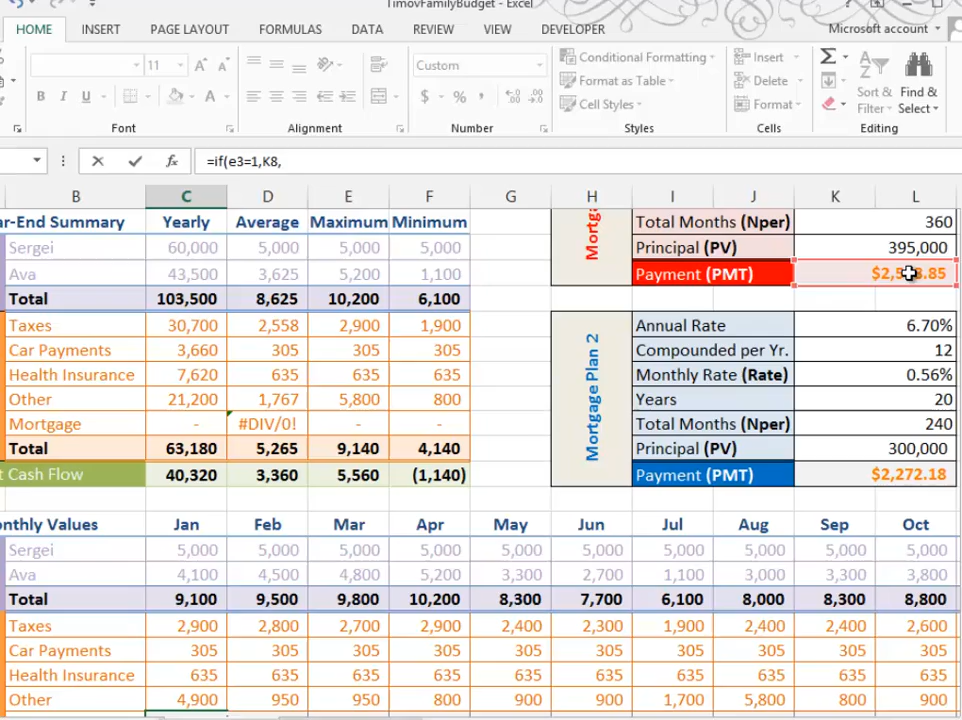 TimovFamilyBudget - Excel
HOME INSERT PAGE LAYOUT FORMULAS DATA REVIEW VIEW DEVELOPER Microsoft account
11 A A Custom Conditional Formatting Insert Σ
Format as Table Delete Sort & Find &
B I U A $ % , Cell Styles Format Filter Select
Font Alignment Number Styles Cells Editing
fx =if(e3=1,K8,
B C D E F G H I J K L
ar-End Summary Yearly Average Maximum Minimum Mortg Total Months (Nper) 360
Sergei 60,000 5,000 5,000 5,000 Principal (PV) 395,000
Ava 43,500 3,625 5,200 1,100 Payment (PMT)
Total 103,500 8,625 10,200 6,100
Taxes 30,700 2,558 2,900 1,900 Mortgage Plan 2 Annual Rate 6.70%
Car Payments 3,660 305 305 305 Compounded per Yr. 12
Health Insurance 7,620 635 635 635 Monthly Rate (Rate) 0.56%
Other 21,200 1,767 5,800 800 Years 20
Mortgage - #DIV/0! - - Total Months (Nper) 240
Total 63,180 5,265 9,140 4,140 Principal (PV) 300,000
t Cash Flow 40,320 3,360 5,560 (1,140) Payment (PMT) $2,272.18
nthly Values Jan Feb Mar Apr May Jun Jul Aug Sep Oct
Sergei 5,000 5,000 5,000 5,000 5,000 5,000 5,000 5,000 5,000 5,000
Ava 4,100 4,500 4,800 5,200 3,300 2,700 1,100 3,000 3,300 3,800
Total 9,100 9,500 9,800 10,200 8,300 7,700 6,100 8,000 8,300 8,800
Taxes 2,900 2,800 2,700 2,900 2,400 2,300 1,900 2,400 2,400 2,600
Car Payments 305 305 305 305 305 305 305 305 305 305
Health Insurance 635 635 635 635 635 635 635 635 635 635
Other 4,900 950 950 800 900 900 1,700 5,800 800 900